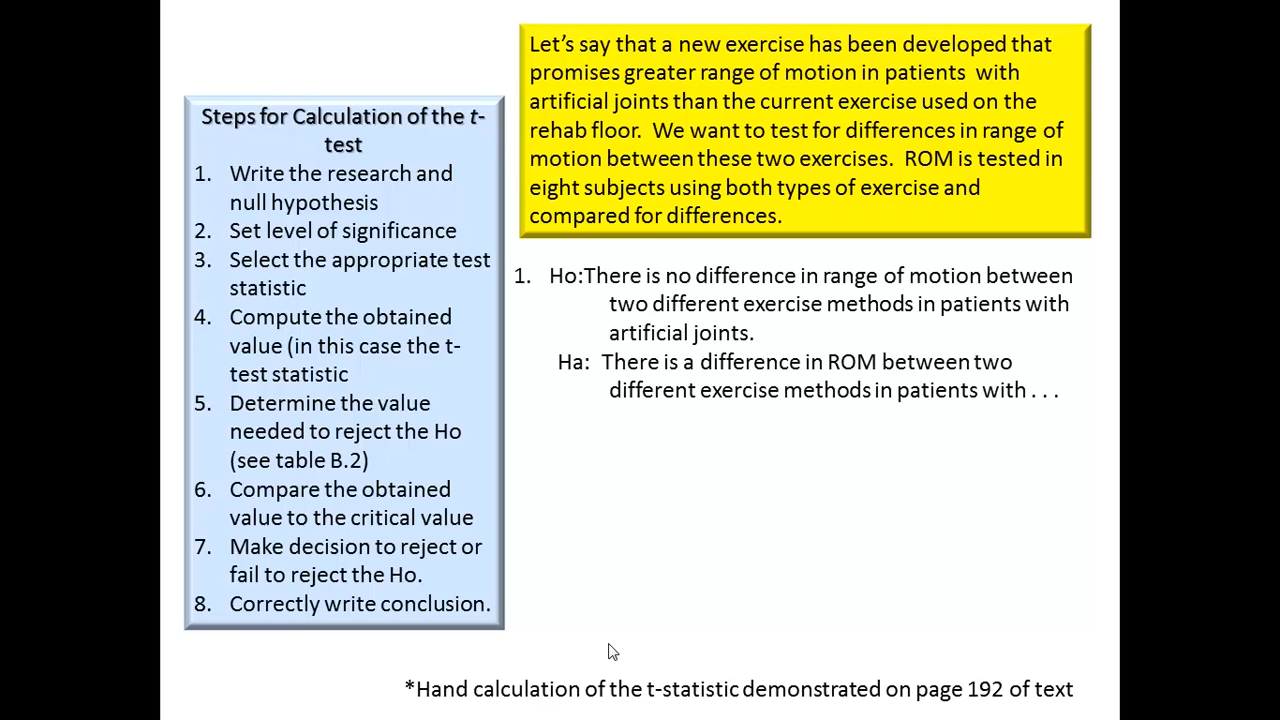 Steps for Calculation of the t-
test
1. Write the research and
null hypothesis
2. Set level of significance
3. Select the appropriate test
statistic
4. Compute the obtained
value (in this case the t-
test statistic
5. Determine the value
needed to reject the Ho
(see table B.2)
6. Compare the obtained
value to the critical value
7. Make decision to reject or
fail to reject the Ho.
8. Correctly write conclusion.
Let’s say that a new exercise has been developed that
promises greater range of motion in patients with
artificial joints than the current exercise used on the
rehab floor. We want to test for differences in range of
motion between these two exercises. ROM is tested in
eight subjects using both types of exercise and
compared for differences.
1. Ho:There is no difference in range of motion between
two different exercise methods in patients with
artificial joints.
Ha: There is a difference in ROM between two
different exercise methods in patients with . . .
*Hand calculation of the t-statistic demonstrated on page 192 of text